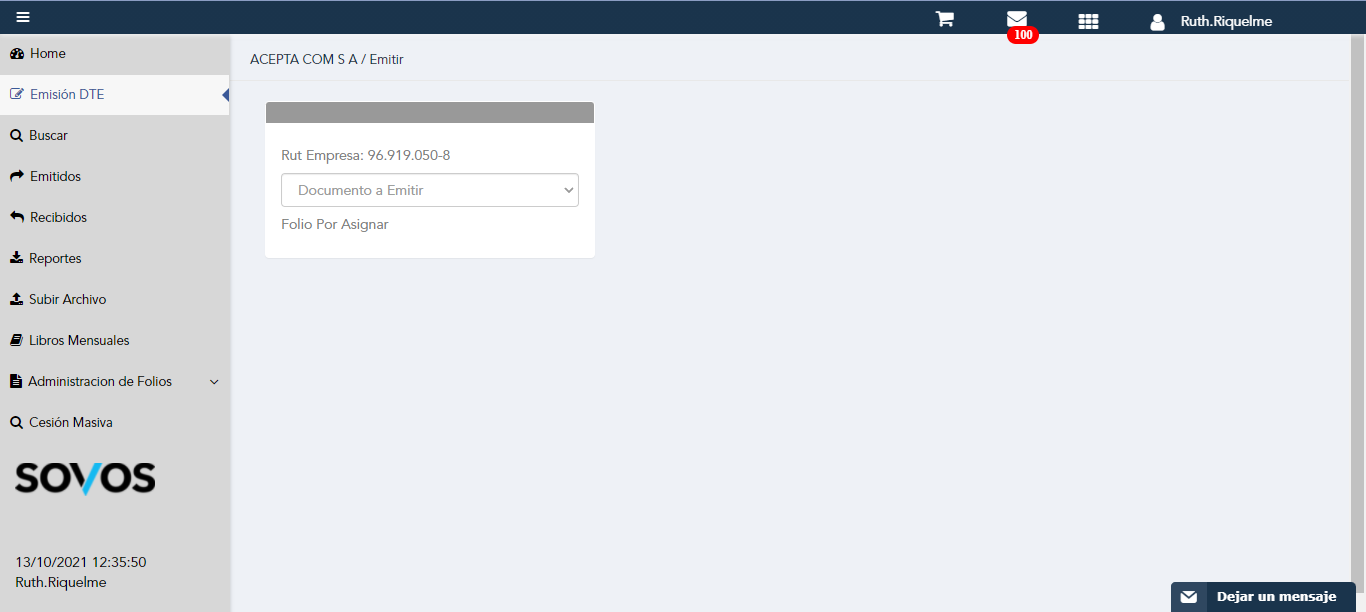 100
Ruth.Riquelme
Home
Emisión DTE
Buscar
Emitidos
Recibidos
Reportes
Subir Archivo
Libros Mensuales
Administracion de Folios
Cesión Masiva
SOVOS
13/10/2021 12:35:50
Ruth.Riquelme
ACEPTA COM S A / Emitir
Rut Empresa: 96.919.050-8
Documento a Emitir
Folio Por Asignar
Dejar un mensaje